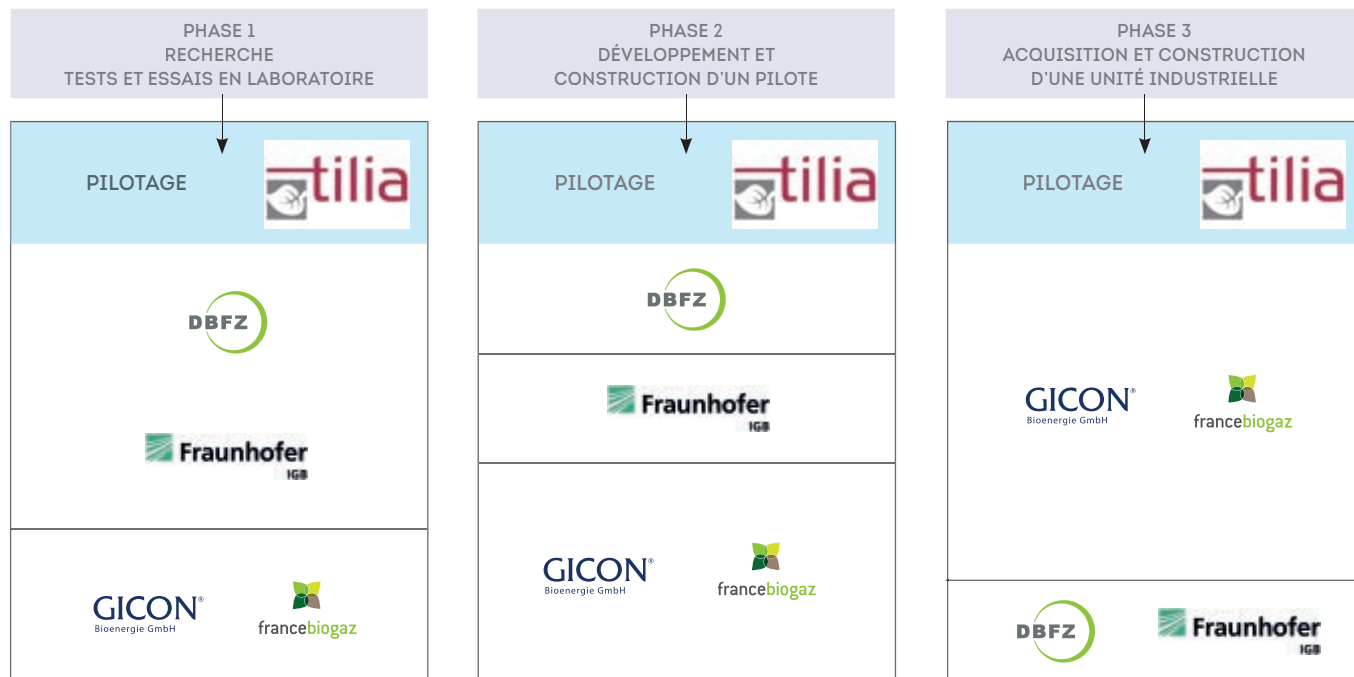 PHASE 1
RECHERCHE
TESTS ET ESSAIS EN LABORATOIRE
PILOTAGE
tilia
DBFZ
Fraunhofer
IGB
GICON®
Bioenergie GmbH
francebiogaz
PHASE 2
DÉVELOPPEMENT ET
CONSTRUCTION D'UN PILOTE
PILOTAGE
tilia
DBFZ
Fraunhofer
IGB
GICON®
Bioenergie GmbH
francebiogaz
PHASE 3
ACQUISITION ET CONSTRUCTION
D'UNE UNITÉ INDUSTRIELLE
PILOTAGE
tilia
GICON®
Bioenergie GmbH
francebiogaz
DBFZ
Fraunhofer
IGB